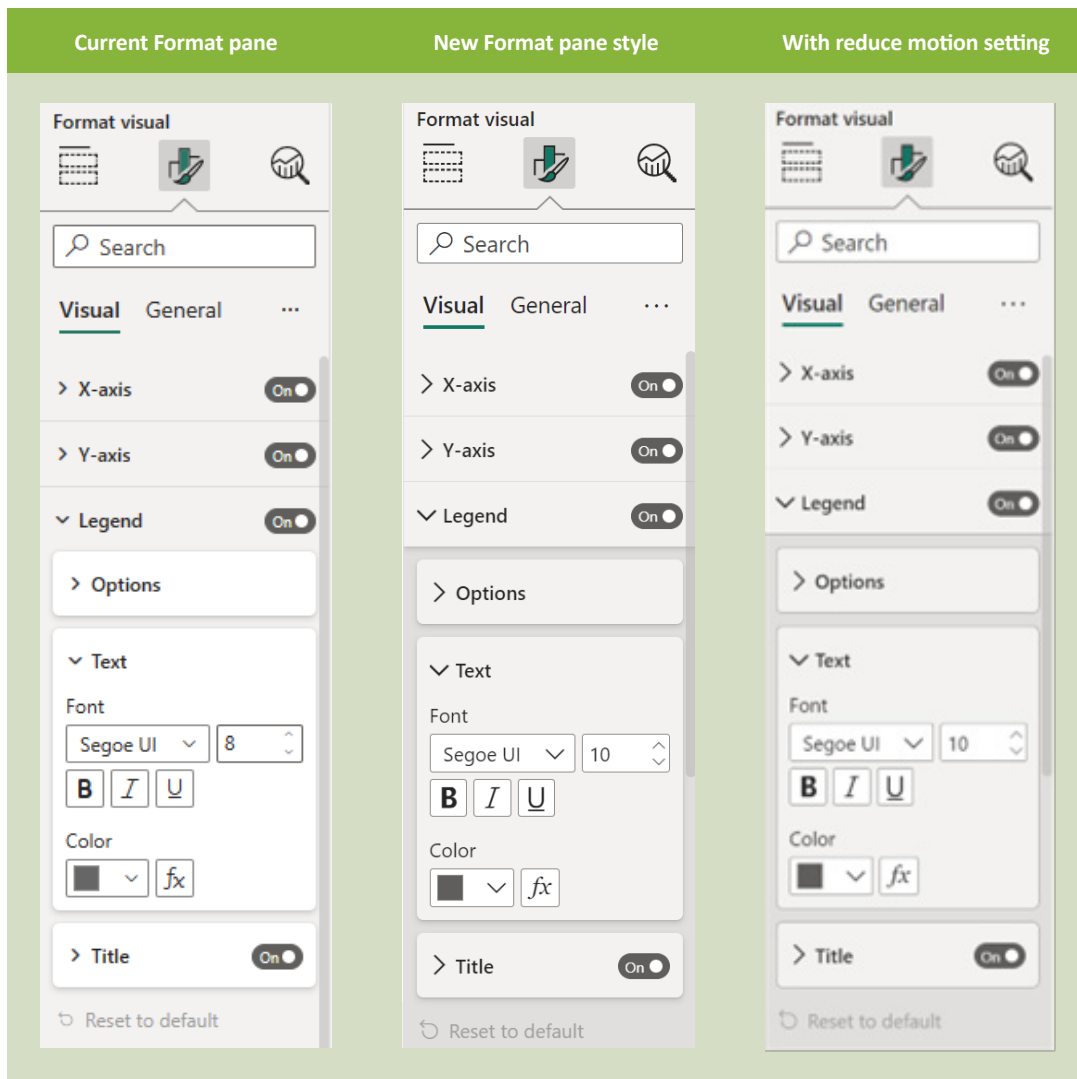 Current Format pane
New Format pane style
With reduce motion setting
Format visual
Search
Visual General ...
X-axis On
Y-axis On
Legend On
Options
Text
Font
Segoe UI 8
B I U
Color
fx
Title On
Reset to default
Format visual
Search
Visual General ...
X-axis On
Y-axis On
Legend On
Options
Text
Font
Segoe UI 10
B I U
Color
fx
Title On
Reset to default
Format visual
Search
Visual General ...
X-axis On
Y-axis On
Legend On
Options
Text
Font
Segoe UI 10
B I U
Color
fx
Title On
Reset to default